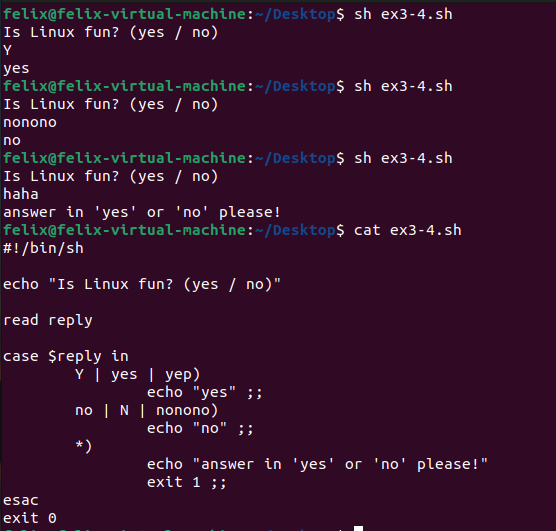 felix@felix-virtual-machine:~/Desktop$ sh ex3-4.sh
Is Linux fun? (yes / no)
Y
yes
felix@felix-virtual-machine:~/Desktop$ sh ex3-4.sh
Is Linux fun? (yes / no)
nonono
no
felix@felix-virtual-machine:~/Desktop$ sh ex3-4.sh
Is Linux fun? (yes / no)
haha
answer in 'yes' or 'no' please!
felix@felix-virtual-machine:~/Desktop$ cat ex3-4.sh
#!/bin/sh

echo "Is Linux fun? (yes / no)"

read reply

case $reply in
        Y | yes | yep)
                echo "yes" ;;
        no | N | nonono)
                echo "no" ;;
        *)
                echo "answer in 'yes' or 'no' please!"
                exit 1 ;;
esac
exit 0